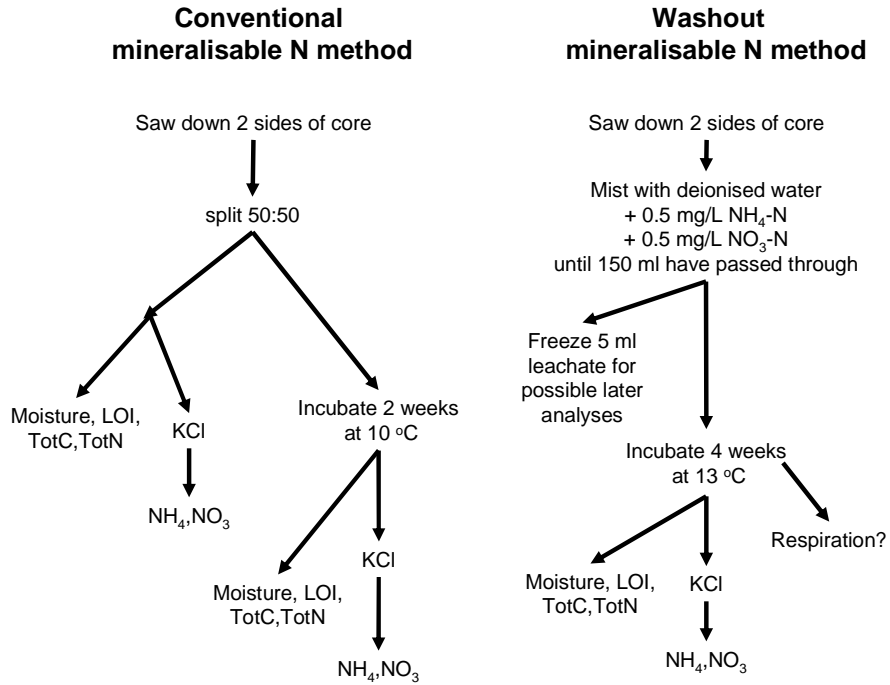 Conventional
mineralisable N method
Saw down 2 sides of core
split 50:50
Moisture, LOI,
TotC,TotN
KCl
NH₄,NO₃
Incubate 2 weeks
at 10 ᵒC
Moisture, LOI,
TotC,TotN
KCl
NH₄,NO₃
Washout
mineralisable N method
Saw down 2 sides of core
Mist with deionised water
+ 0.5 mg/L NH₄-N
+ 0.5 mg/L NO₃-N
until 150 ml have passed through
Freeze 5 ml
leachate for
possible later
analyses
Incubate 4 weeks
at 13 ᵒC
Respiration?
Moisture, LOI,
TotC,TotN
KCl
NH₄,NO₃